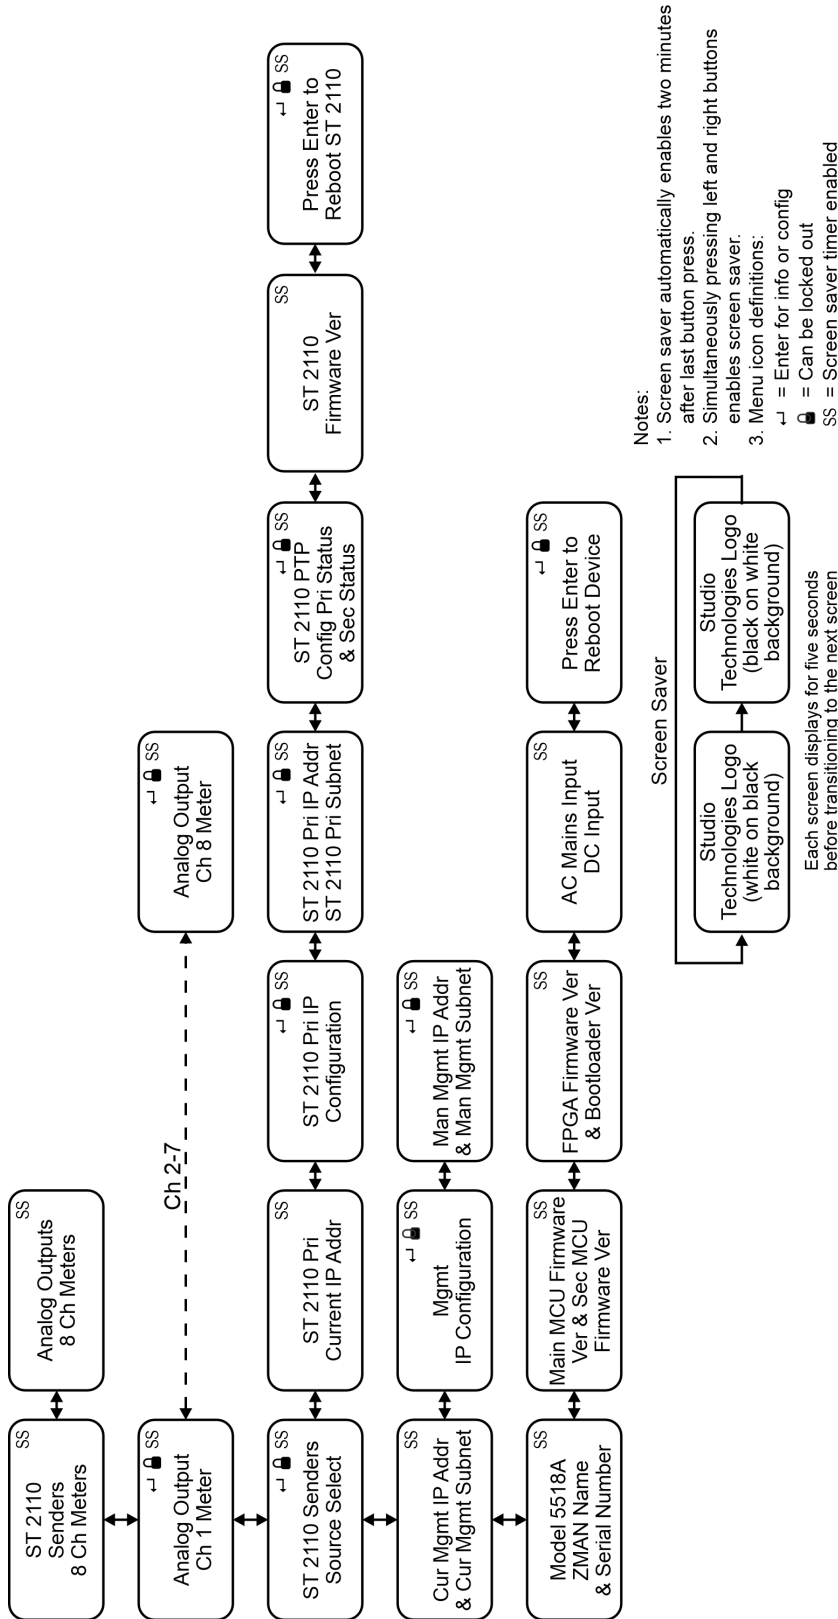 ST 2110
Senders
8 Ch Meters
SS
Analog Outputs
8 Ch Meters
SS
Analog Output
Ch 1 Meter
↵ 🔒 SS
Ch 2-7
Analog Output
Ch 8 Meter
↵ 🔒 SS
ST 2110 Senders
Source Select
↵ 🔒 SS
ST 2110 Pri
Current IP Addr
SS
ST 2110 Pri IP
Configuration
↵ 🔒 SS
ST 2110 Pri IP Addr
ST 2110 Pri Subnet
↵ 🔒 SS
ST 2110 PTP
Config Pri Status
& Sec Status
↵ 🔒 SS
ST 2110
Firmware Ver
SS
Press Enter to
Reboot ST 2110
↵ 🔒 SS
Cur Mgmt IP Addr
& Cur Mgmt Subnet
SS
Mgmt
IP Configuration
↵ 🔒 SS
Man Mgmt IP Addr
& Man Mgmt Subnet
↵ 🔒 SS
Model 5518A
ZMAN Name
& Serial Number
SS
Main MCU Firmware
Ver & Sec MCU
Firmware Ver
SS
FPGA Firmware Ver
& Bootloader Ver
SS
AC Mains Input
DC Input
SS
Press Enter to
Reboot Device
↵ 🔒 SS
Screen Saver
Studio
Technologies Logo
(white on black
background)
Studio
Technologies Logo
(black on white
background)
Each screen displays for five seconds
before transitioning to the next screen
Notes:
1. Screen saver automatically enables two minutes
after last button press.
2. Simultaneously pressing left and right buttons
enables screen saver.
3. Menu icon definitions:
↵ = Enter for info or config
🔒 = Can be locked out
SS = Screen saver timer enabled